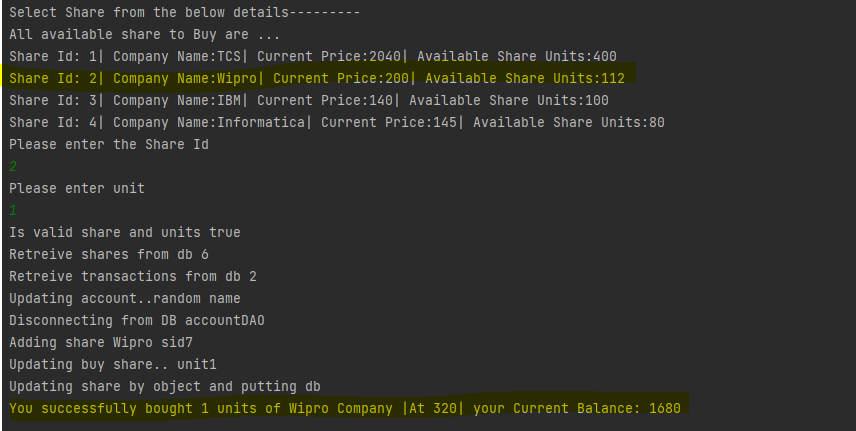 Select Share from the below details---------
All available share to Buy are ...
Share Id: 1| Company Name:TCS| Current Price:2040| Available Share Units:400
Share Id: 2| Company Name:Wipro| Current Price:200| Available Share Units:112
Share Id: 3| Company Name:IBM| Current Price:140| Available Share Units:100
Share Id: 4| Company Name:Informatica| Current Price:145| Available Share Units:80
Please enter the Share Id
2
Please enter unit
1
Is valid share and units true
Retreive shares from db 6
Retreive transactions from db 2
Updating account..random name
Disconnecting from DB accountDAO
Adding share Wipro sid7
Updating buy share.. unit1
Updating share by object and putting db
You successfully bought 1 units of Wipro Company |At 320| your Current Balance: 1680